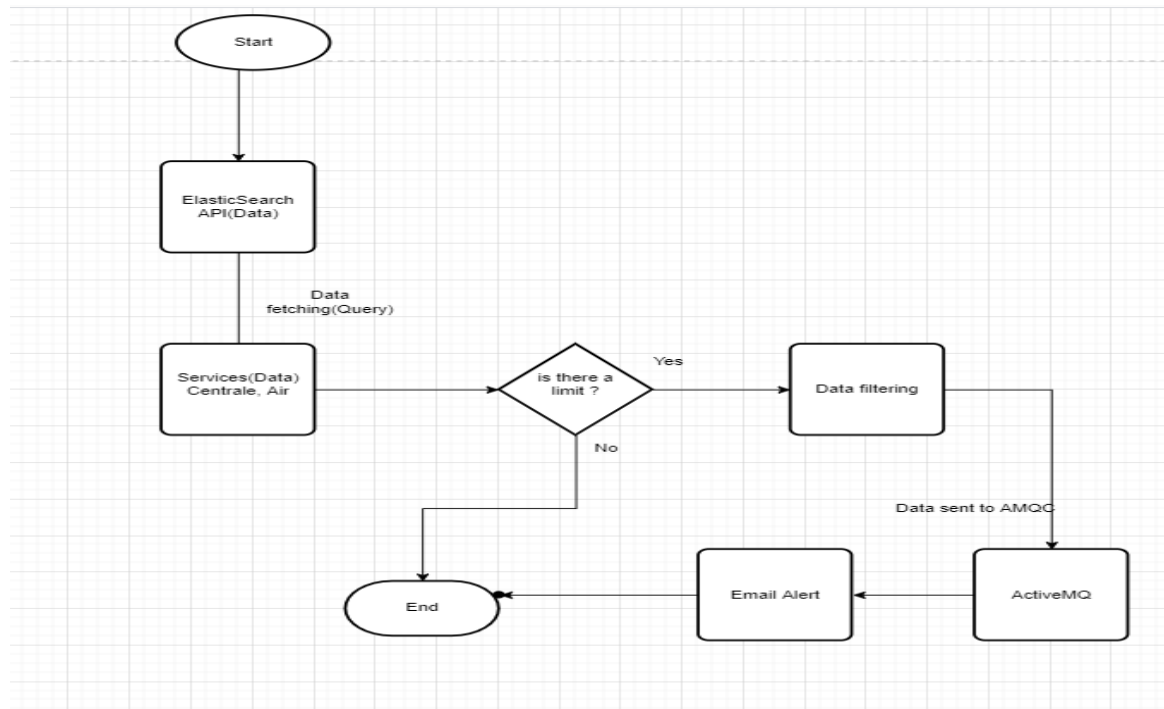 Start
ElasticSearch
API(Data)
Data
fetching(Query)
Services(Data)
Centrale, Air
is there a
limit ?
Yes
No
Data filtering
Data sent to AMQC
ActiveMQ
Email Alert
End